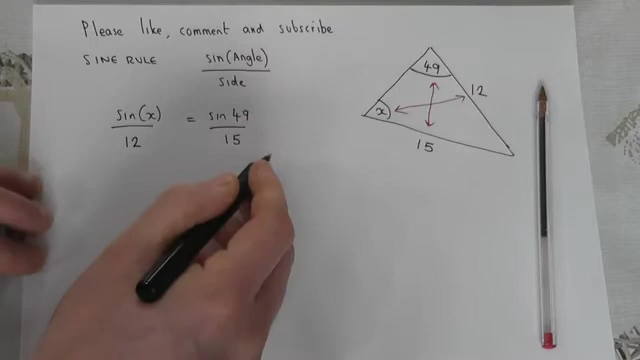 Please like, comment and subscribe
SINE RULE sin(Angle)
side
sin(x) = sin 49
12 15
49
12
x
15